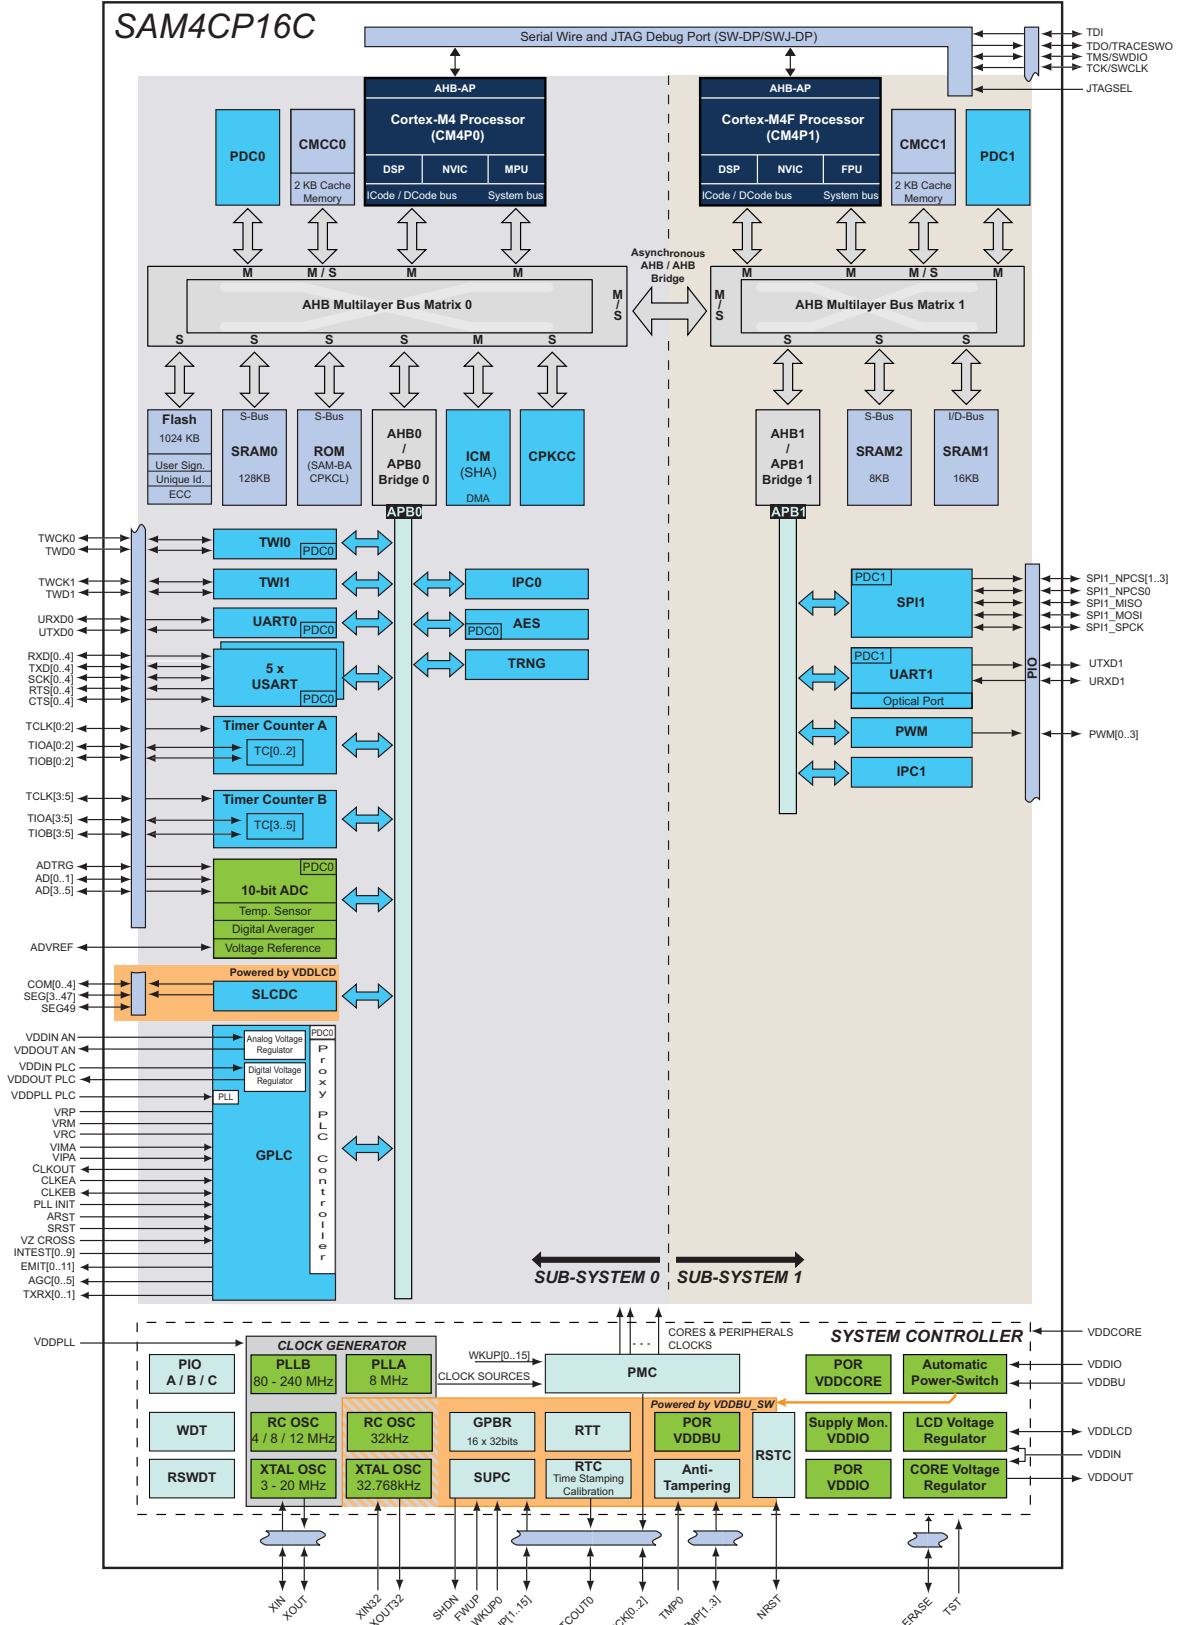 SAM4CP16C
Serial Wire and JTAG Debug Port (SW-DP/SWJ-DP)
TDI
TDO/TRACESWO
TMS/SWDIO
TCK/SWCLK
JTAGSEL
PDC0
CMCC0
2 KB Cache
Memory
AHB-AP
Cortex-M4 Processor
(CM4P0)
DSP
NVIC
MPU
ICode / DCode bus
System bus
AHB-AP
Cortex-M4F Processor
(CM4P1)
DSP
NVIC
FPU
ICode / DCode bus
System bus
CMCC1
2 KB Cache
Memory
PDC1
Asynchronous
AHB / AHB
Bridge
M
M / S
M
M
AHB Multilayer Bus Matrix 0
M
/
S
S
S
S
S
M
S
M
M
M / S
M
M
/
S
AHB Multilayer Bus Matrix 1
S
S
S
Flash
1024 KB
User Sign.
Unique Id.
ECC
S-Bus
SRAM0
128KB
S-Bus
ROM
(SAM-BA
CPKCL)
AHB0
/
APB0
Bridge 0
APB0
ICM
(SHA)
DMA
CPKCC
AHB1
/
APB1
Bridge 1
APB1
S-Bus
SRAM2
8KB
I/D-Bus
SRAM1
16KB
TWCK0
TWD0
TWI0
PDC0
TWCK1
TWD1
TWI1
URXD0
UTXD0
UART0
PDC0
RXD[0..4]
TXD[0..4]
SCK[0..4]
RTS[0..4]
CTS[0..4]
5 x
USART
PDC0
IPC0
AES
PDC0
TRNG
TCLK[0:2]
TIOA[0:2]
TIOB[0:2]
Timer Counter A
TC[0..2]
TCLK[3:5]
TIOA[3:5]
TIOB[3:5]
Timer Counter B
TC[3..5]
ADTRG
AD[0..1]
AD[3..5]
ADVREF
PDC0
10-bit ADC
Temp. Sensor
Digital Averager
Voltage Reference
PDC1
SPI1
SPI1_NPCS[1..3]
SPI1_NPCS0
SPI1_MISO
SPI1_MOSI
SPI1_SPCK
PIO
PDC1
UART1
Optical Port
UTXD1
URXD1
PWM
PWM[0..3]
IPC1
Powered by VDDLCD
COM[0..4]
SEG[3..47]
SEG49
SLCDC
VDDIN AN
VDDOUT AN
VDDIN PLC
VDDOUT PLC
VDDPLL PLC
VRP
VRM
VRC
VIMA
VIPA
CLKOUT
CLKEA
CLKEB
PLL INIT
ARST
SRST
VZ CROSS
INTEST[0..9]
EMIT[0..11]
AGC[0..5]
TXRX[0..1]
Analog Voltage
Regulator
Digital Voltage
Regulator
PLL
GPLC
PDC0
Proxy PLC Controller
SUB-SYSTEM 0
SUB-SYSTEM 1
VDDPLL
CLOCK GENERATOR
WKUP[0..15]
CLOCK SOURCES
CORES & PERIPHERALS
CLOCKS
SYSTEM CONTROLLER
PIO
A / B / C
PLLB
80 - 240 MHz
PLLA
8 MHz
PMC
POR
VDDCORE
Automatic
Power-Switch
VDDCORE
VDDIO
VDDBU
Powered by VDDBU_SW
WDT
RC OSC
4 / 8 / 12 MHz
RC OSC
32kHz
GPBR
16 x 32bits
RTT
POR
VDDBU
RSTC
Supply Mon.
VDDIO
LCD Voltage
Regulator
VDDLCD
VDDIN
RSWDT
XTAL OSC
3 - 20 MHz
XTAL OSC
32.768kHz
SUPC
RTC
Time Stamping
Calibration
Anti-
Tampering
POR
VDDIO
CORE Voltage
Regulator
VDDOUT
XIN
XOUT
XIN32
XOUT32
SHDN
FWUP
WKUP0
TMP0
NRST
ERASE
TST